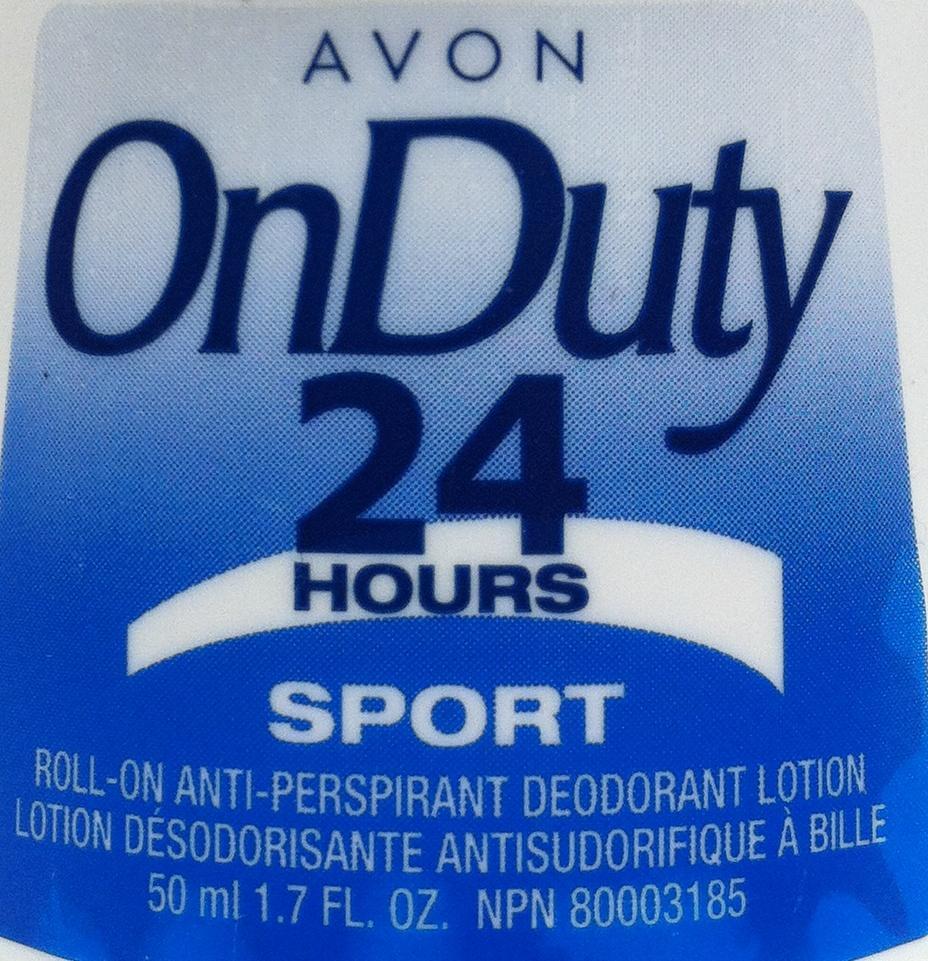 AVON
OnDuty
24
HOURS
SPORT
ROLL-ON ANTI-PERSPIRANT DEODORANT LOTION
LOTION DÉSODORISANTE ANTISUDORIFIQUE À BILLE
50 ml 1.7 FL. OZ. NPN 80003185